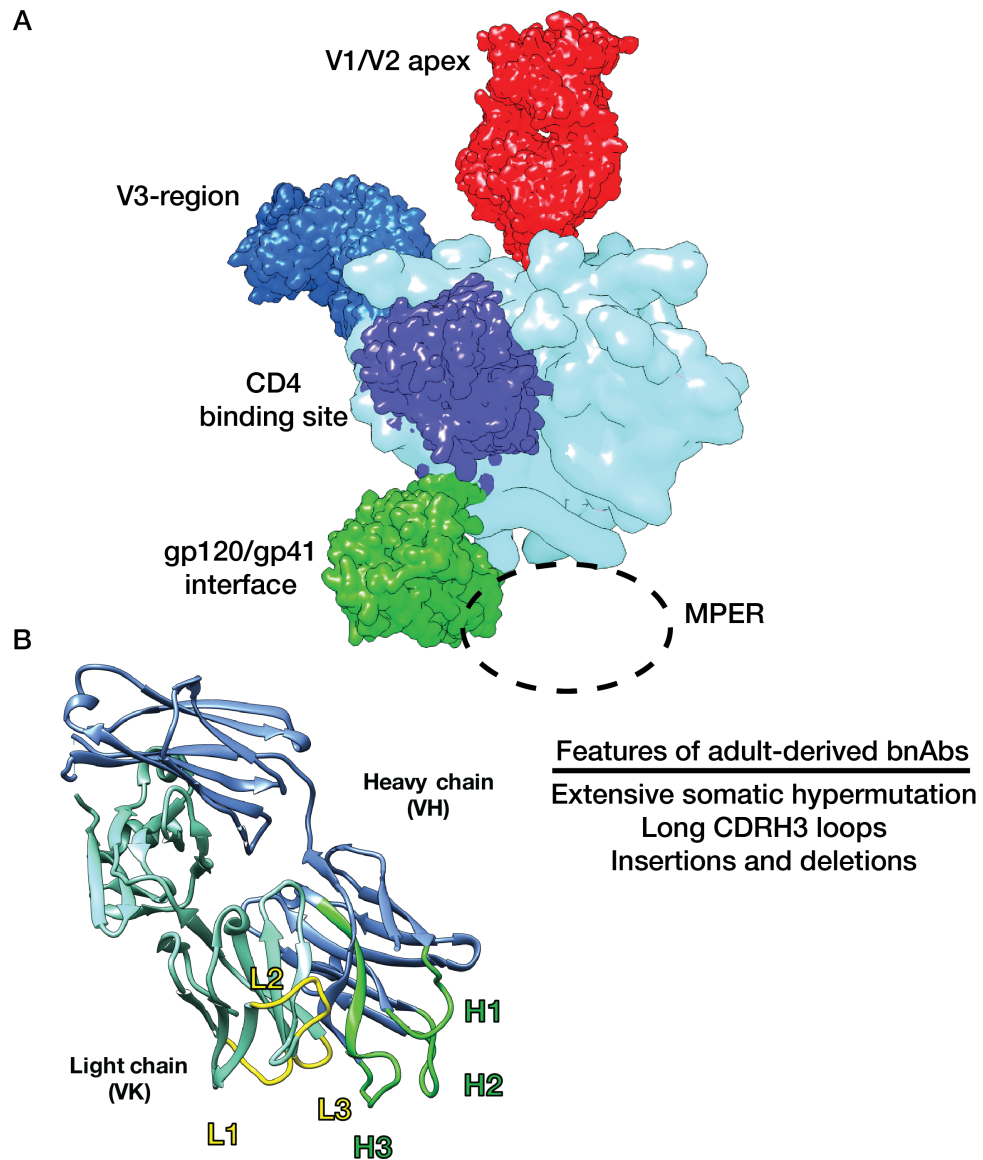 A
V1/V2 apex
V3-region
CD4
binding site
gp120/gp41
interface
MPER
B
Heavy chain
(VH)
Features of adult-derived bnAbs
Extensive somatic hypermutation
Long CDRH3 loops
Insertions and deletions
L2
H1
Light chain
(VK)
H2
L3
L1
H3